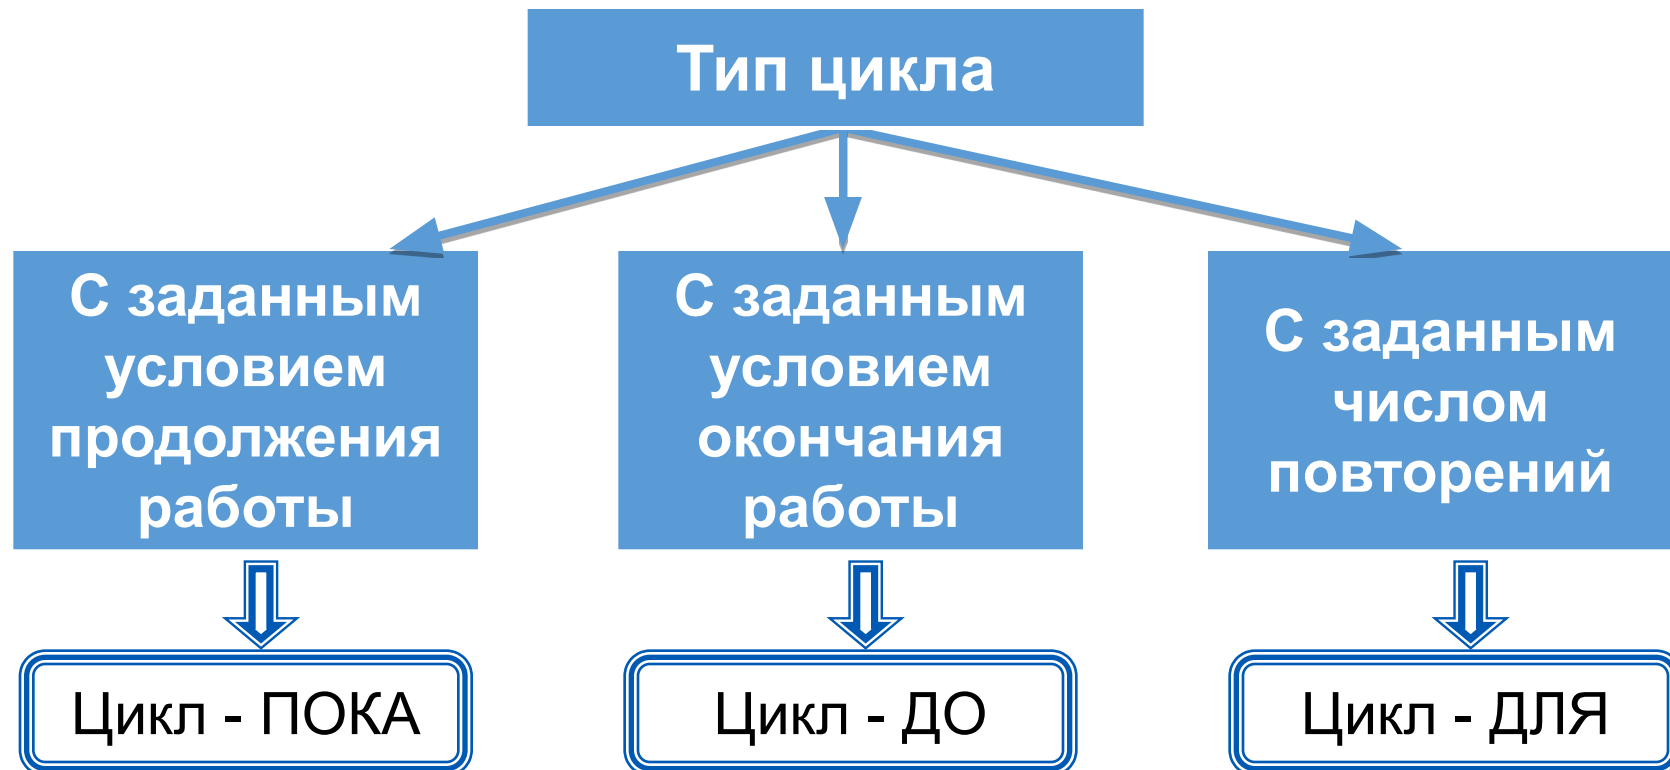 Тип цикла
С заданным
условием
продолжения
работы
С заданным
условием
окончания
работы
С заданным
числом
повторений
Цикл - ПОКА
Цикл - ДО
Цикл - ДЛЯ